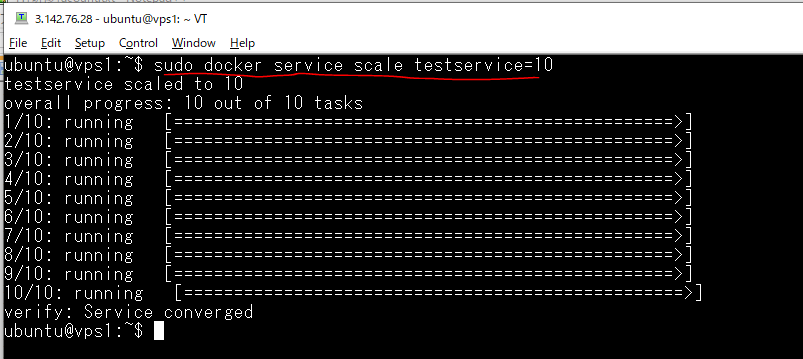 3.142.76.28 - ubuntu@vps1: ~ VT
File Edit Setup Control Window Help
ubuntu@vps1:~$ sudo docker service scale testservice=10
testservice scaled to 10
overall progress: 10 out of 10 tasks
1/10: running [==================================================>]
2/10: running [==================================================>]
3/10: running [==================================================>]
4/10: running [==================================================>]
5/10: running [==================================================>]
6/10: running [==================================================>]
7/10: running [==================================================>]
8/10: running [==================================================>]
9/10: running [==================================================>]
10/10: running [==================================================>]
verify: Service converged
ubuntu@vps1:~$